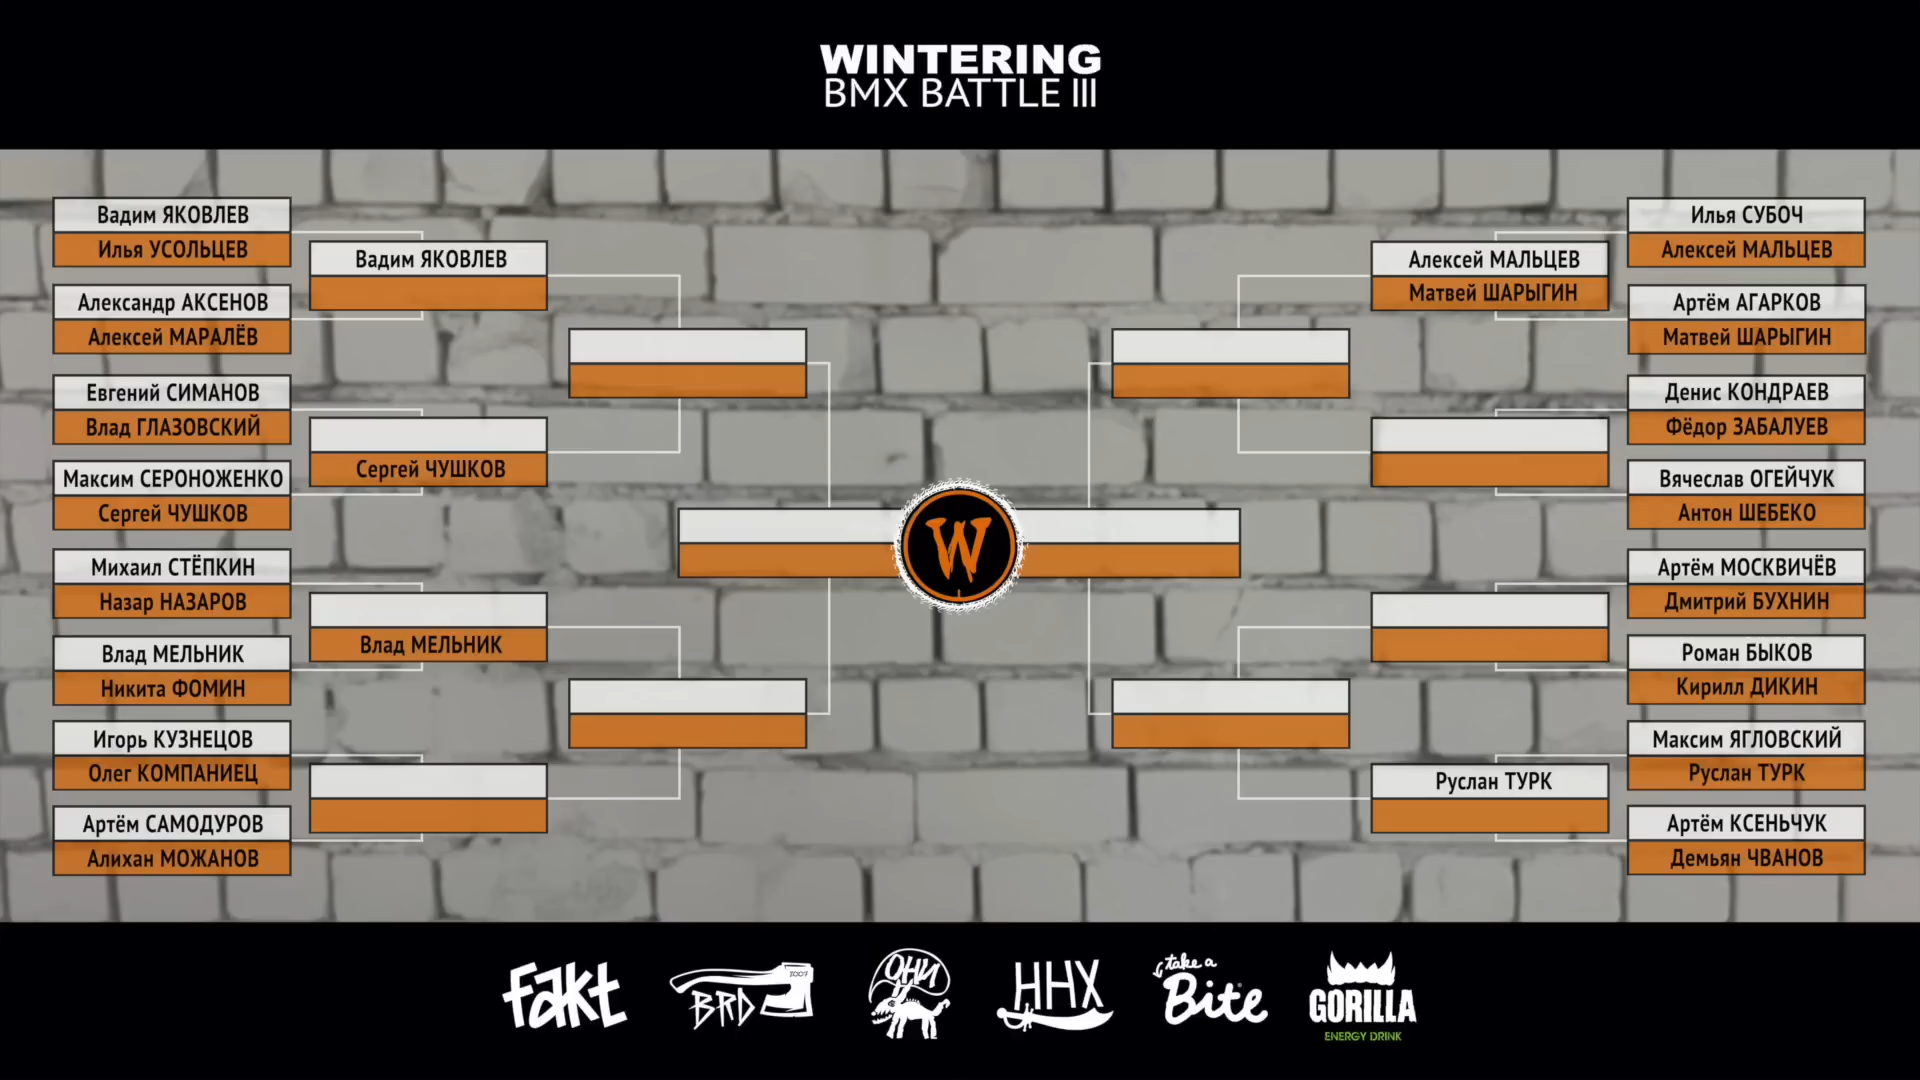 WINTERING
BMX BATTLE III
Вадим ЯКОВЛЕВ
Илья УСОЛЬЦЕВ
Александр АКСЕНОВ
Алексей МАРАЛЁВ
Евгений СИМАНОВ
Влад ГЛАЗОВСКИЙ
Максим СЕРОНОЖЕНКО
Сергей ЧУШКОВ
Михаил СТЁПКИН
Назар НАЗАРОВ
Влад МЕЛЬНИК
Никита ФОМИН
Игорь КУЗНЕЦОВ
Олег КОМПАНИЕЦ
Артём САМОДУРОВ
Алихан МОЖАНОВ
Вадим ЯКОВЛЕВ
Сергей ЧУШКОВ
Влад МЕЛЬНИК
W
Алексей МАЛЬЦЕВ
Матвей ШАРЫГИН
Руслан ТУРК
Илья СУБОЧ
Алексей МАЛЬЦЕВ
Артём АГАРКОВ
Матвей ШАРЫГИН
Денис КОНДРАЕВ
Фёдор ЗАБАЛУЕВ
Вячеслав ОГЕЙЧУК
Антон ШЕБЕКО
Артём МОСКВИЧЁВ
Дмитрий БУХНИН
Роман БЫКОВ
Кирилл ДИКИН
Максим ЯГЛОВСКИЙ
Руслан ТУРК
Артём КСЕНЬЧУК
Демьян ЧВАНОВ
fakt
BRD
ОНИ
ННХ
take a
Bite
GORILLA
ENERGY DRINK